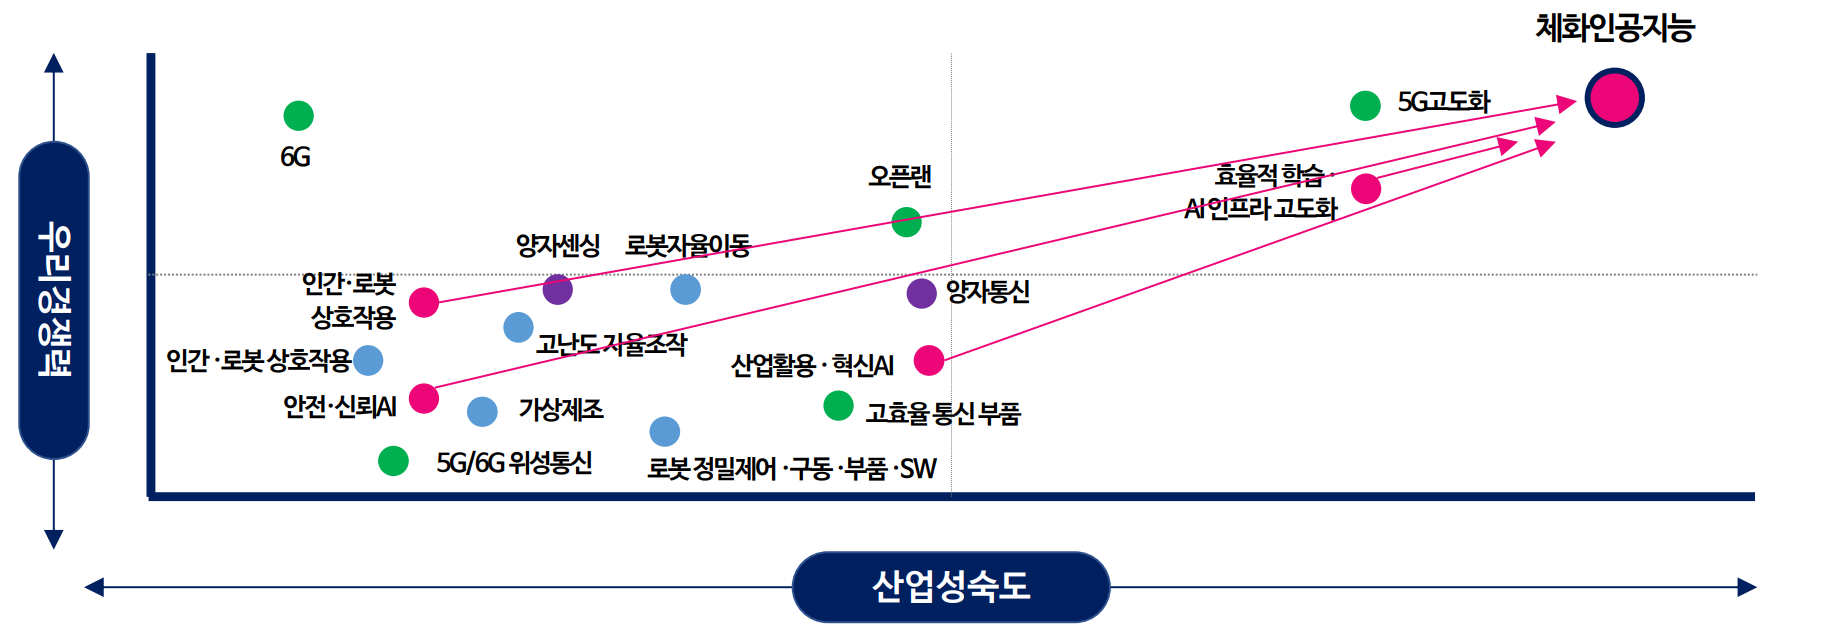 체화인공지능
5G고도화
6G
오픈랜
효율적 학습·
AI 인프라 고도화
양자센싱
로봇자율이동
인간·로봇
상호작용
양자통신
고난도 자율조작
인간·로봇 상호작용
산업활용·혁신AI
안전·신뢰AI
가상제조
고효율 통신 부품
5G/6G 위성통신
로봇 정밀제어·구동·부품·SW
우리경쟁력
산업성숙도